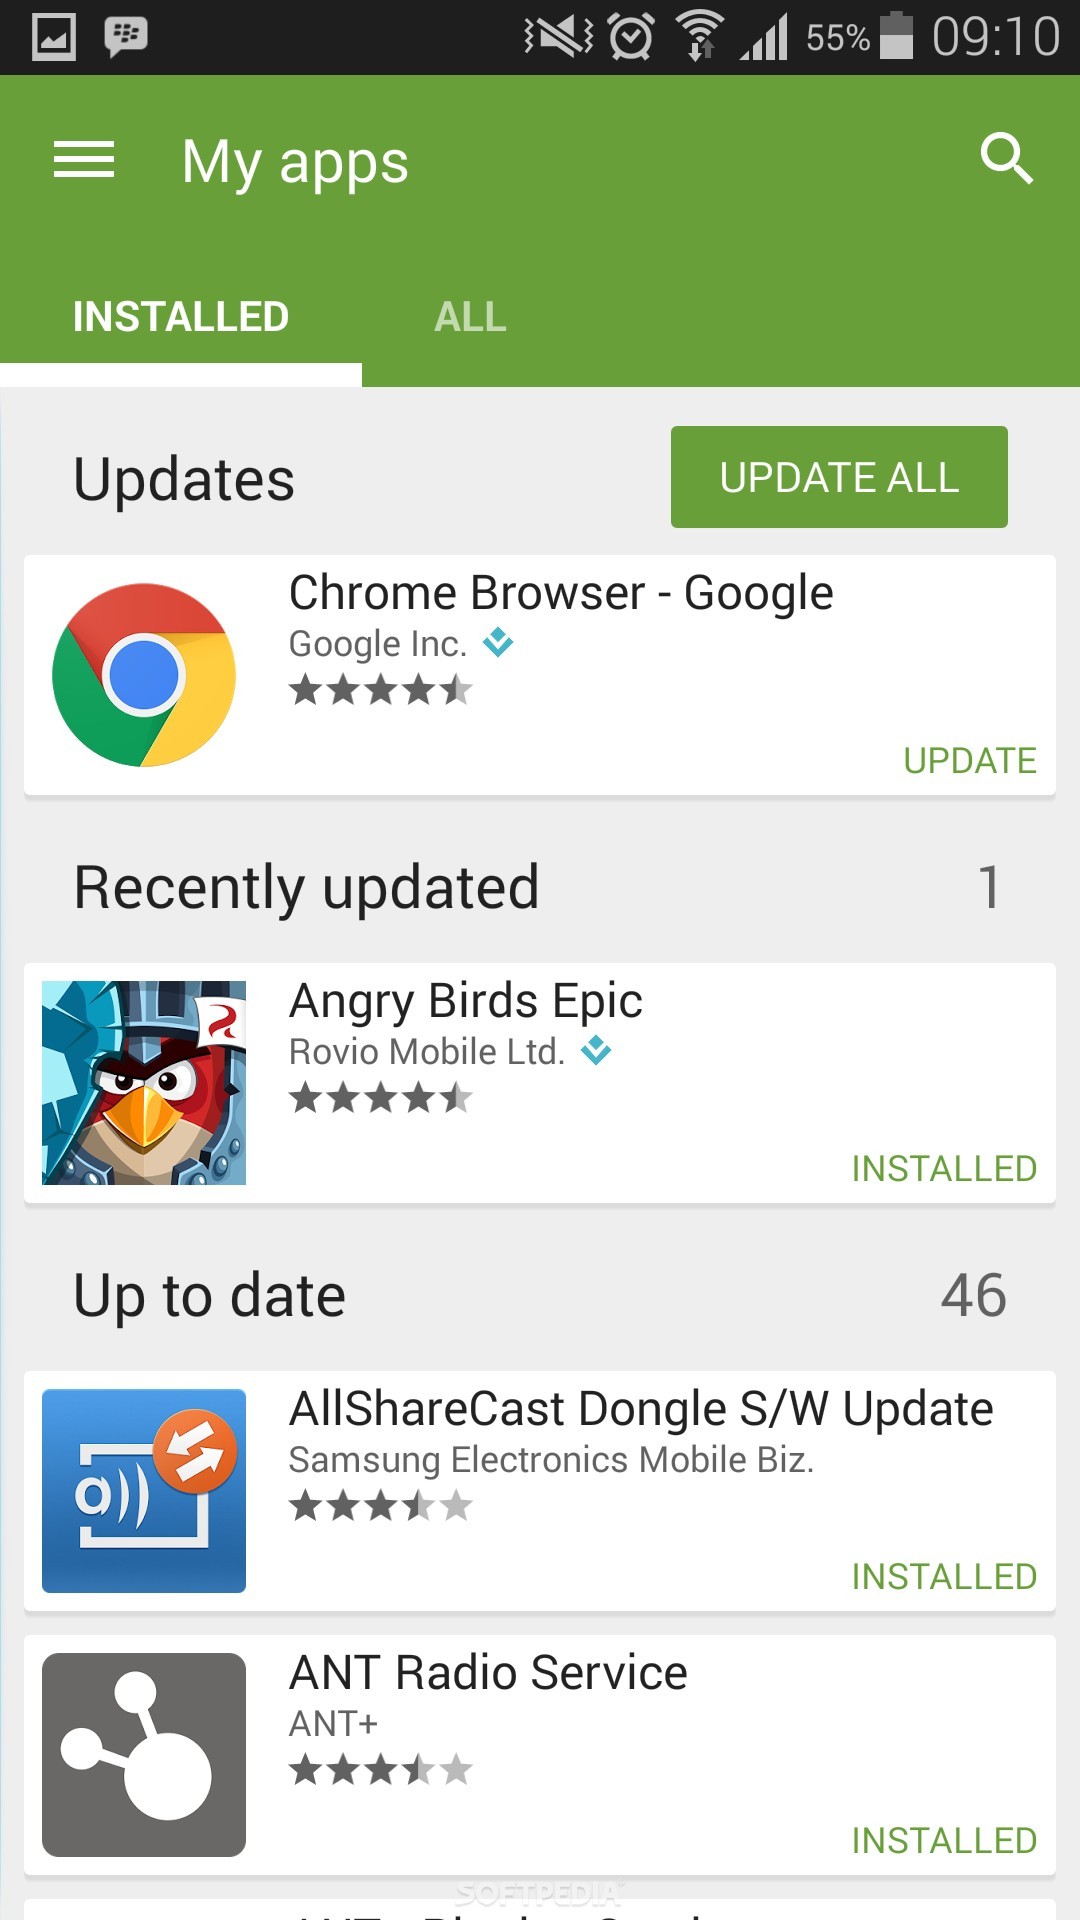 55% 09:10
My apps
INSTALLED ALL
Updates UPDATE ALL
Chrome Browser - Google
Google Inc.
UPDATE
Recently updated 1
Angry Birds Epic
Rovio Mobile Ltd.
INSTALLED
Up to date 46
AllShareCast Dongle S/W Update
Samsung Electronics Mobile Biz.
INSTALLED
ANT Radio Service
ANT+
INSTALLED
SOFTPEDIA